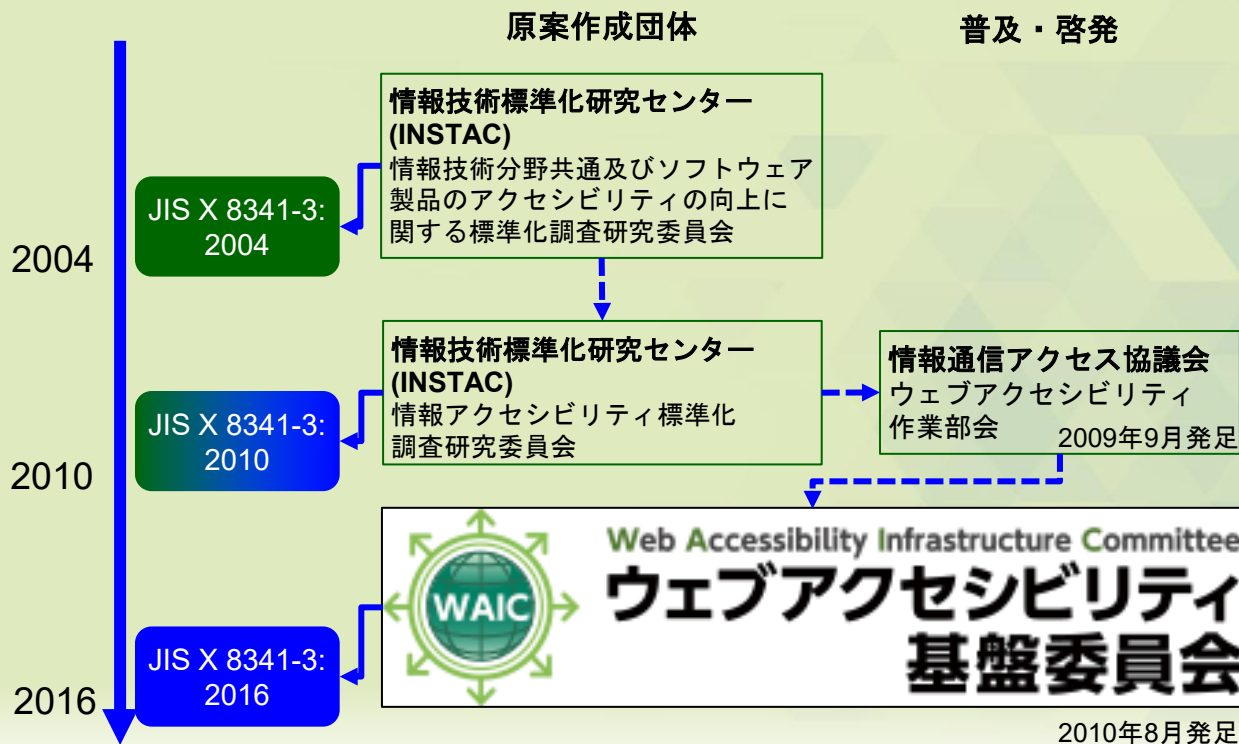 原案作成団体
普及・啓発
情報技術標準化研究センター
(INSTAC)
情報技術分野共通及びソフトウェア
製品のアクセシビリティの向上に
関する標準化調査研究委員会
JIS X 8341-3:
2004
2004
情報技術標準化研究センター
(INSTAC)
情報アクセシビリティ標準化
調査研究委員会
情報通信アクセス協議会
ウェブアクセシビリティ
作業部会
2009年9月発足
JIS X 8341-3:
2010
2010
WAIC
Web Accessibility Infrastructure Committee
ウェブアクセシビリティ
基盤委員会
JIS X 8341-3:
2016
2016
2010年8月発足